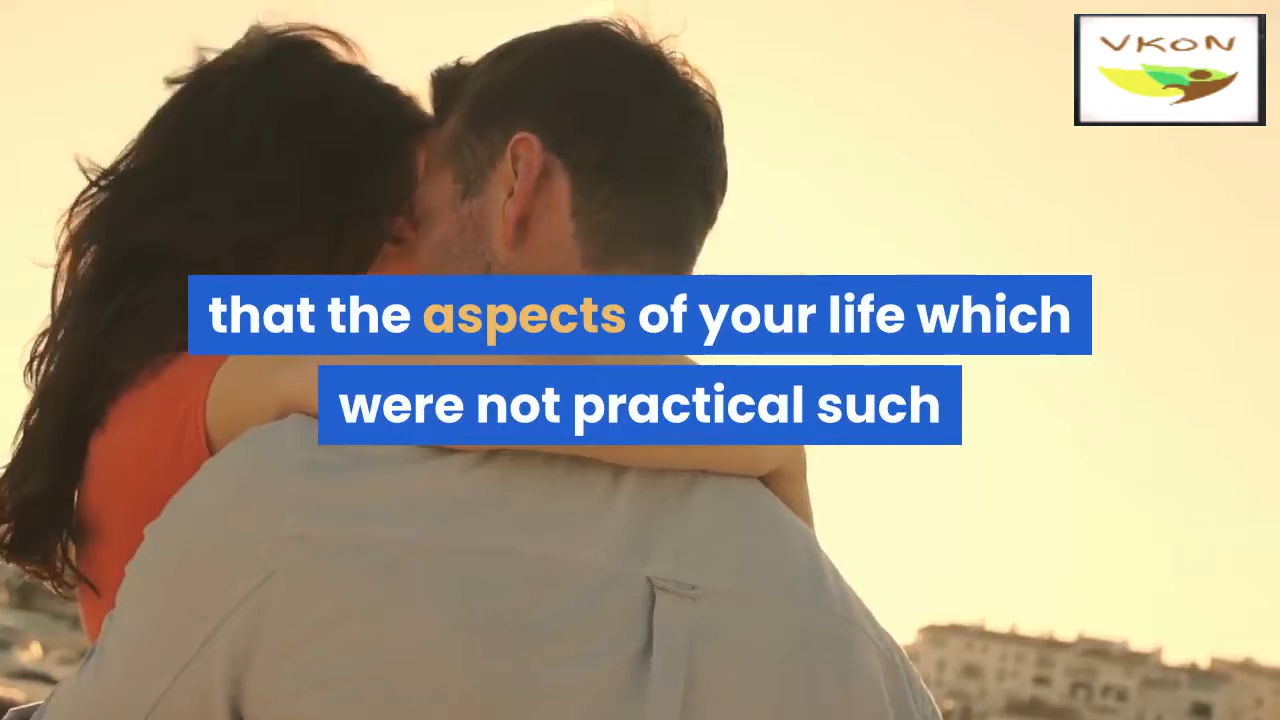 VKON
that the aspects of your life which
were not practical such